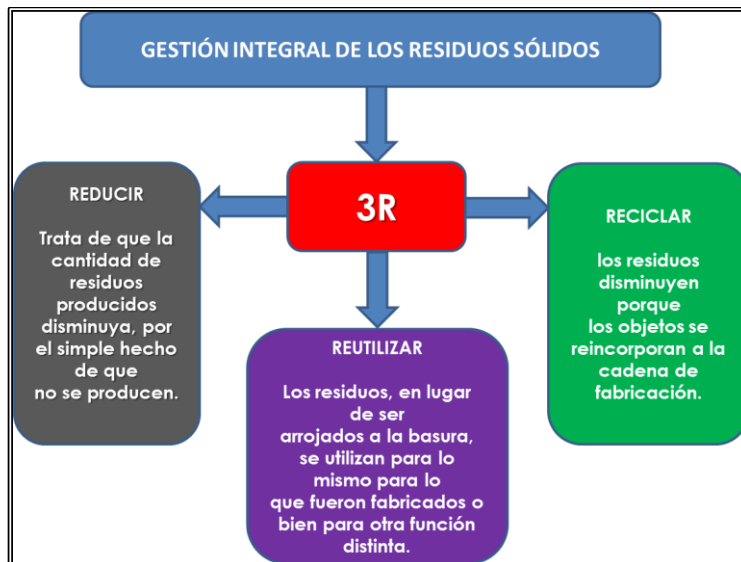 GESTIÓN INTEGRAL DE LOS RESIDUOS SÓLIDOS
3R
REDUCIR
Trata de que la
cantidad de
residuos
producidos
disminuya, por
el simple hecho
de que
no se producen.
REUTILIZAR
Los residuos, en lugar
de ser
arrojados a la basura,
se utilizan para lo
mismo para lo
que fueron fabricados o
bien para otra función
distinta.
RECICLAR
los residuos
disminuyen
porque
los objetos se
reincorporan a la
cadena de
fabricación.